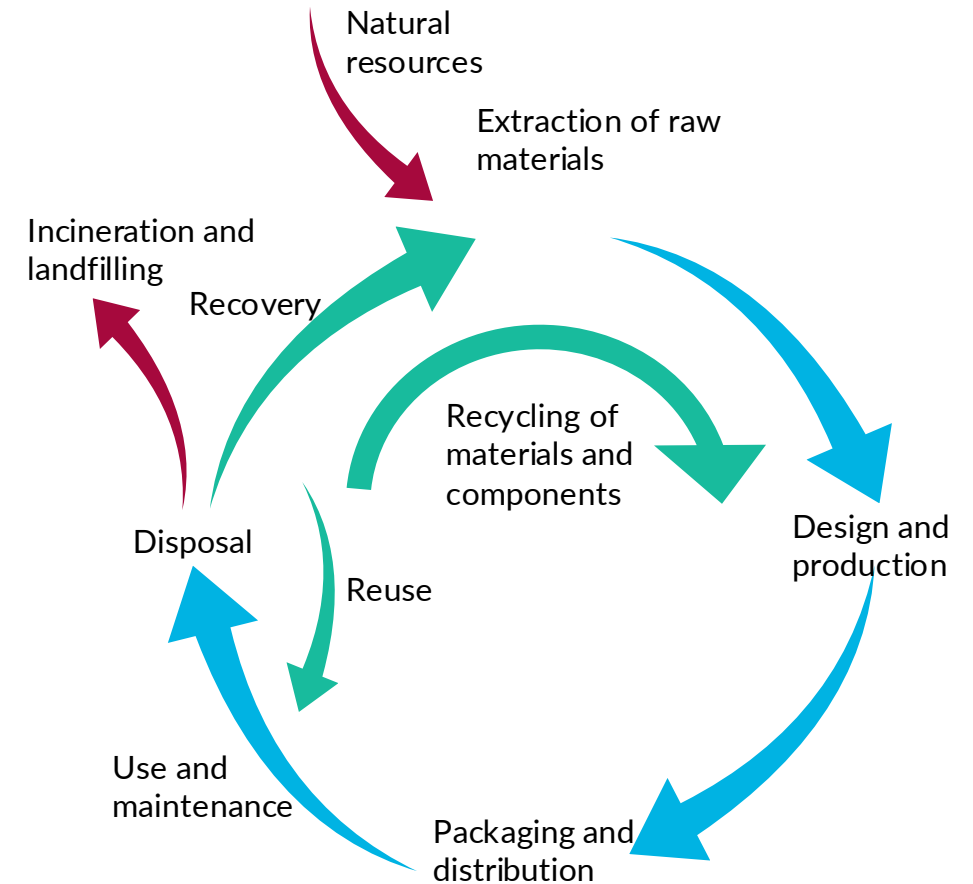 Natural
resources
Extraction of raw
materials
Incineration and
landfilling
Recovery
Recycling of
materials and
components
Design and
production
Disposal
Reuse
Use and
maintenance
Packaging and
distribution